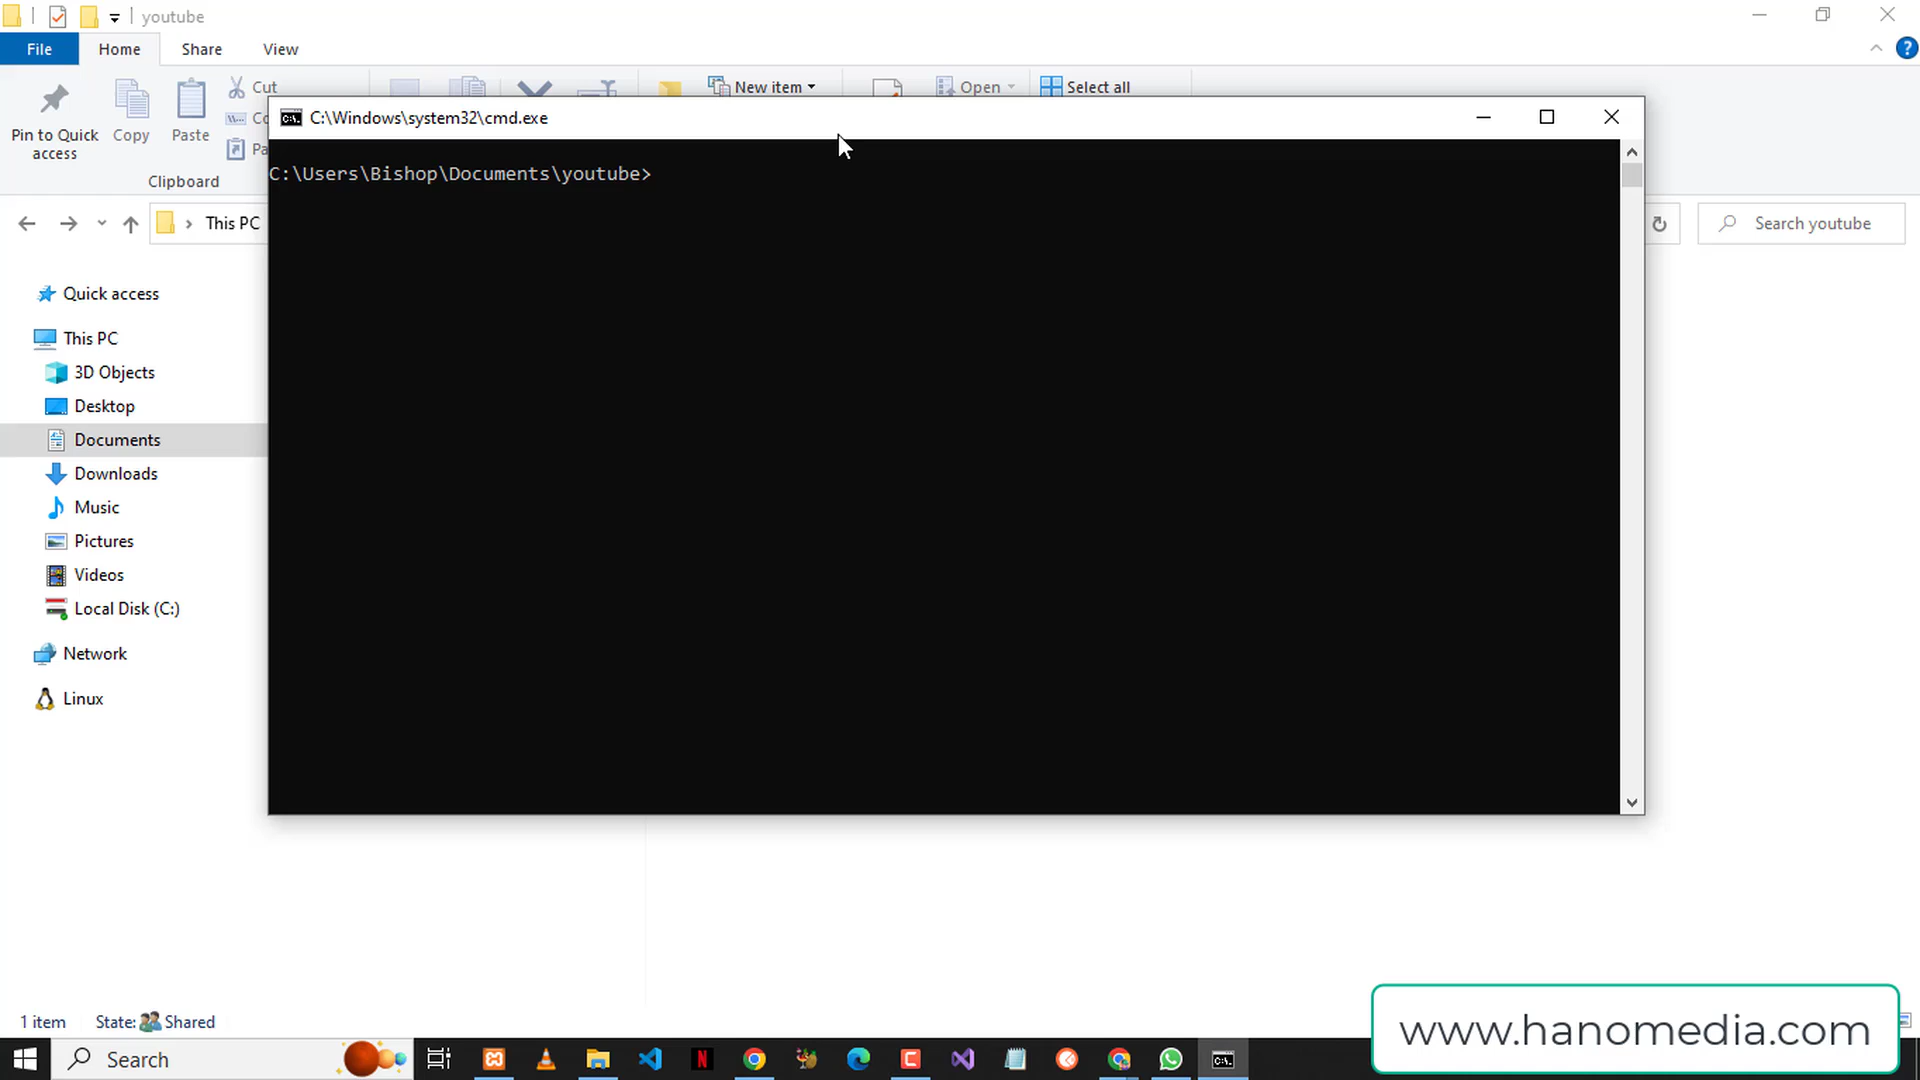 youtube
File Home Share View
Pin to Quick access
Copy
Paste
Cut
New item
Open
Select all
Clipboard
C:\Windows\system32\cmd.exe
C:\Users\Bishop\Documents\youtube>
This PC
Search youtube
Quick access
This PC
3D Objects
Desktop
Documents
Downloads
Music
Pictures
Videos
Local Disk (C:)
Network
Linux
1 item State: Shared
www.hanomedia.com
Search